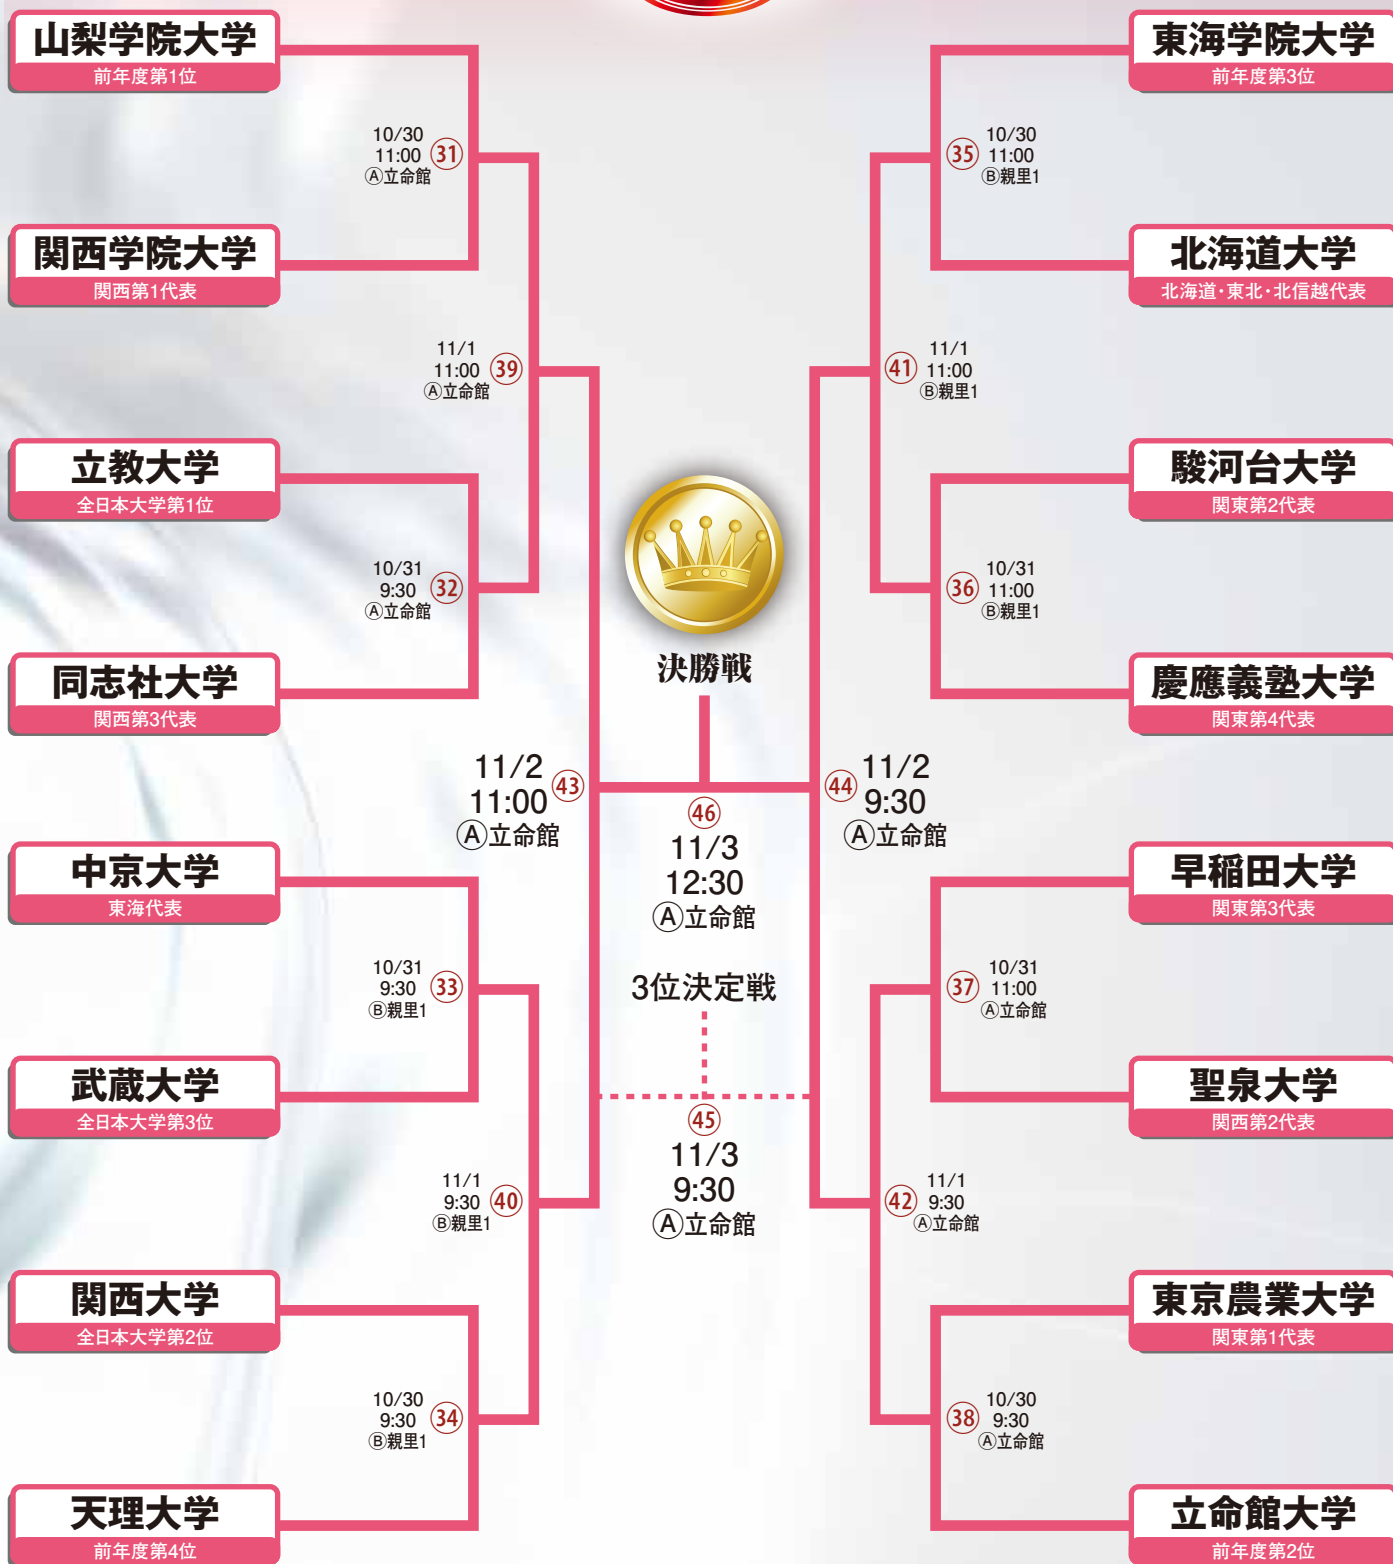 山梨学院大学
前年度第1位
10/30
11:00
㉛
Ⓐ立命館
関西学院大学
関西第1代表
11/1
11:00
㊴
Ⓐ立命館
立教大学
全日本大学第1位
10/31
9:30
㉜
Ⓐ立命館
同志社大学
関西第3代表
11/2
11:00
㊸
Ⓐ立命館
中京大学
東海代表
10/31
9:30
㉝
Ⓑ親里1
武蔵大学
全日本大学第3位
11/1
9:30
㊵
Ⓑ親里1
関西大学
全日本大学第2位
10/30
9:30
㉞
Ⓑ親里1
天理大学
前年度第4位
決勝戦
㊻
11/3
12:30
Ⓐ立命館
3位決定戦
㊺
11/3
9:30
Ⓐ立命館
東海学院大学
前年度第3位
10/30
㉟
11:00
Ⓑ親里1
北海道大学
北海道・東北・北信越代表
11/1
㊶
11:00
Ⓑ親里1
駿河台大学
関東第2代表
10/31
㊱
11:00
Ⓑ親里1
慶應義塾大学
関東第4代表
11/2
㊹
9:30
Ⓐ立命館
早稲田大学
関東第3代表
10/31
㊲
11:00
Ⓐ立命館
聖泉大学
関西第2代表
11/1
㊷
9:30
Ⓐ立命館
東京農業大学
関東第1代表
10/30
㊳
9:30
Ⓐ立命館
立命館大学
前年度第2位